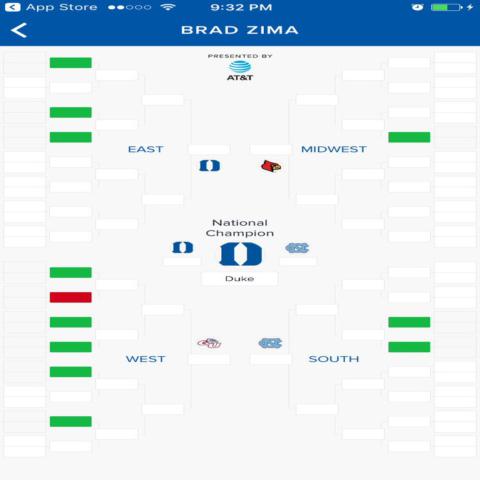 App Store
9:32 PM
BRAD ZIMA
PRESENTED BY
AT&T
EAST
MIDWEST
National
Champion
Duke
WEST
SOUTH